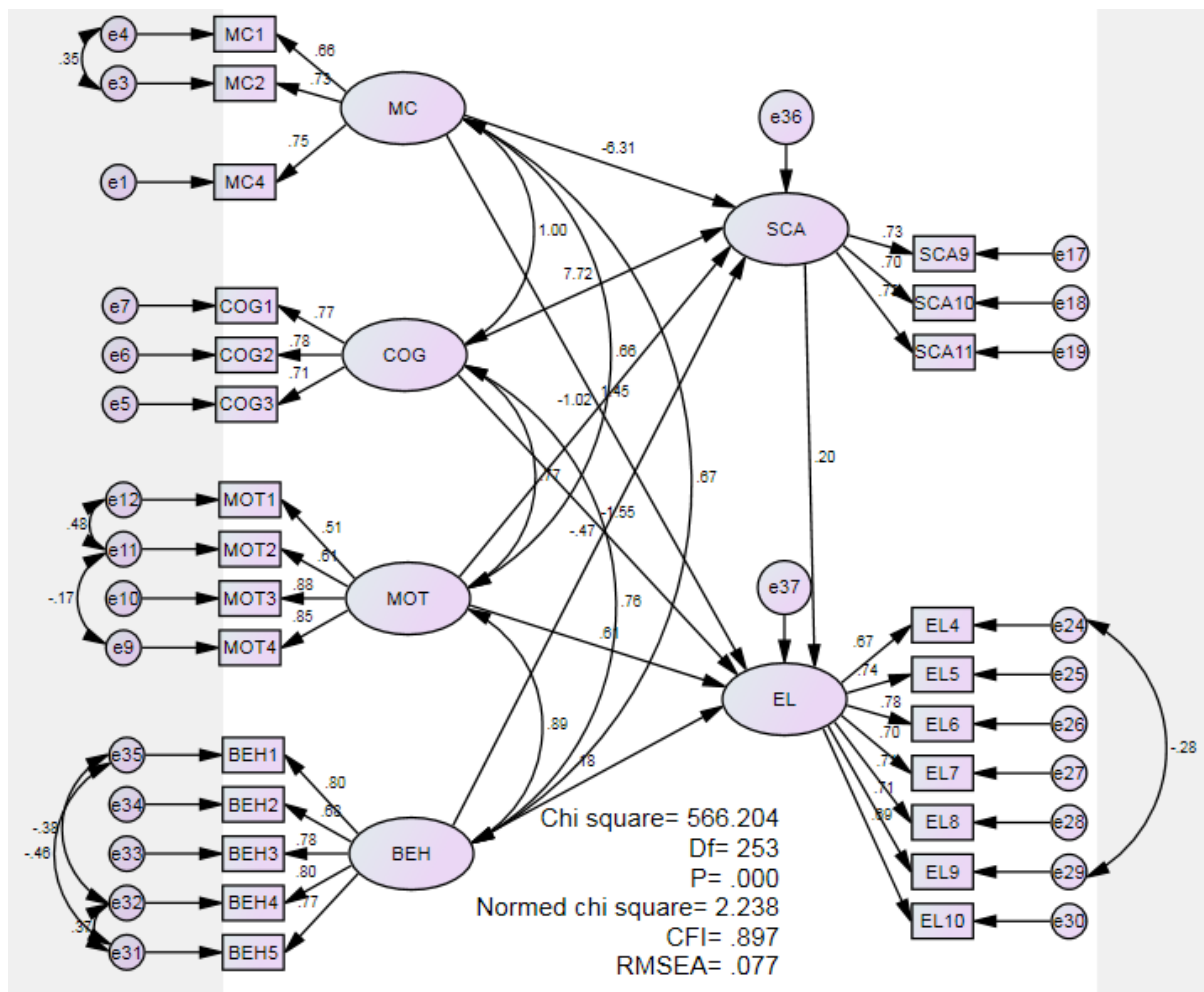 e4
MC1
.66
.35
e3
MC2
.73
MC
e1
MC4
.75
e36
-6.31
SCA
.73
SCA9
e17
.70
SCA10
e18
SCA11
e19
1.00
7.72
e7
COG1
.77
e6
COG2
.78
COG
e5
COG3
.71
.66
-1.02
1.45
.20
.67
.77
-1.55
-.47
e12
MOT1
.51
.48
e11
MOT2
.61
-.17
e10
MOT3
.88
MOT
e9
MOT4
.85
.76
.61
.89
e37
EL
.67
EL4
e24
.74
EL5
e25
.78
EL6
e26
.70
EL7
e27
-.28
.71
EL8
e28
EL9
e29
EL10
e30
e35
BEH1
.80
e34
BEH2
.68
-.38
-.46
e33
BEH3
.78
BEH
e32
BEH4
.80
.37
e31
BEH5
.77
18
Chi square= 566.204
Df= 253
P= .000
Normed chi square= 2.238
CFI= .897
RMSEA= .077